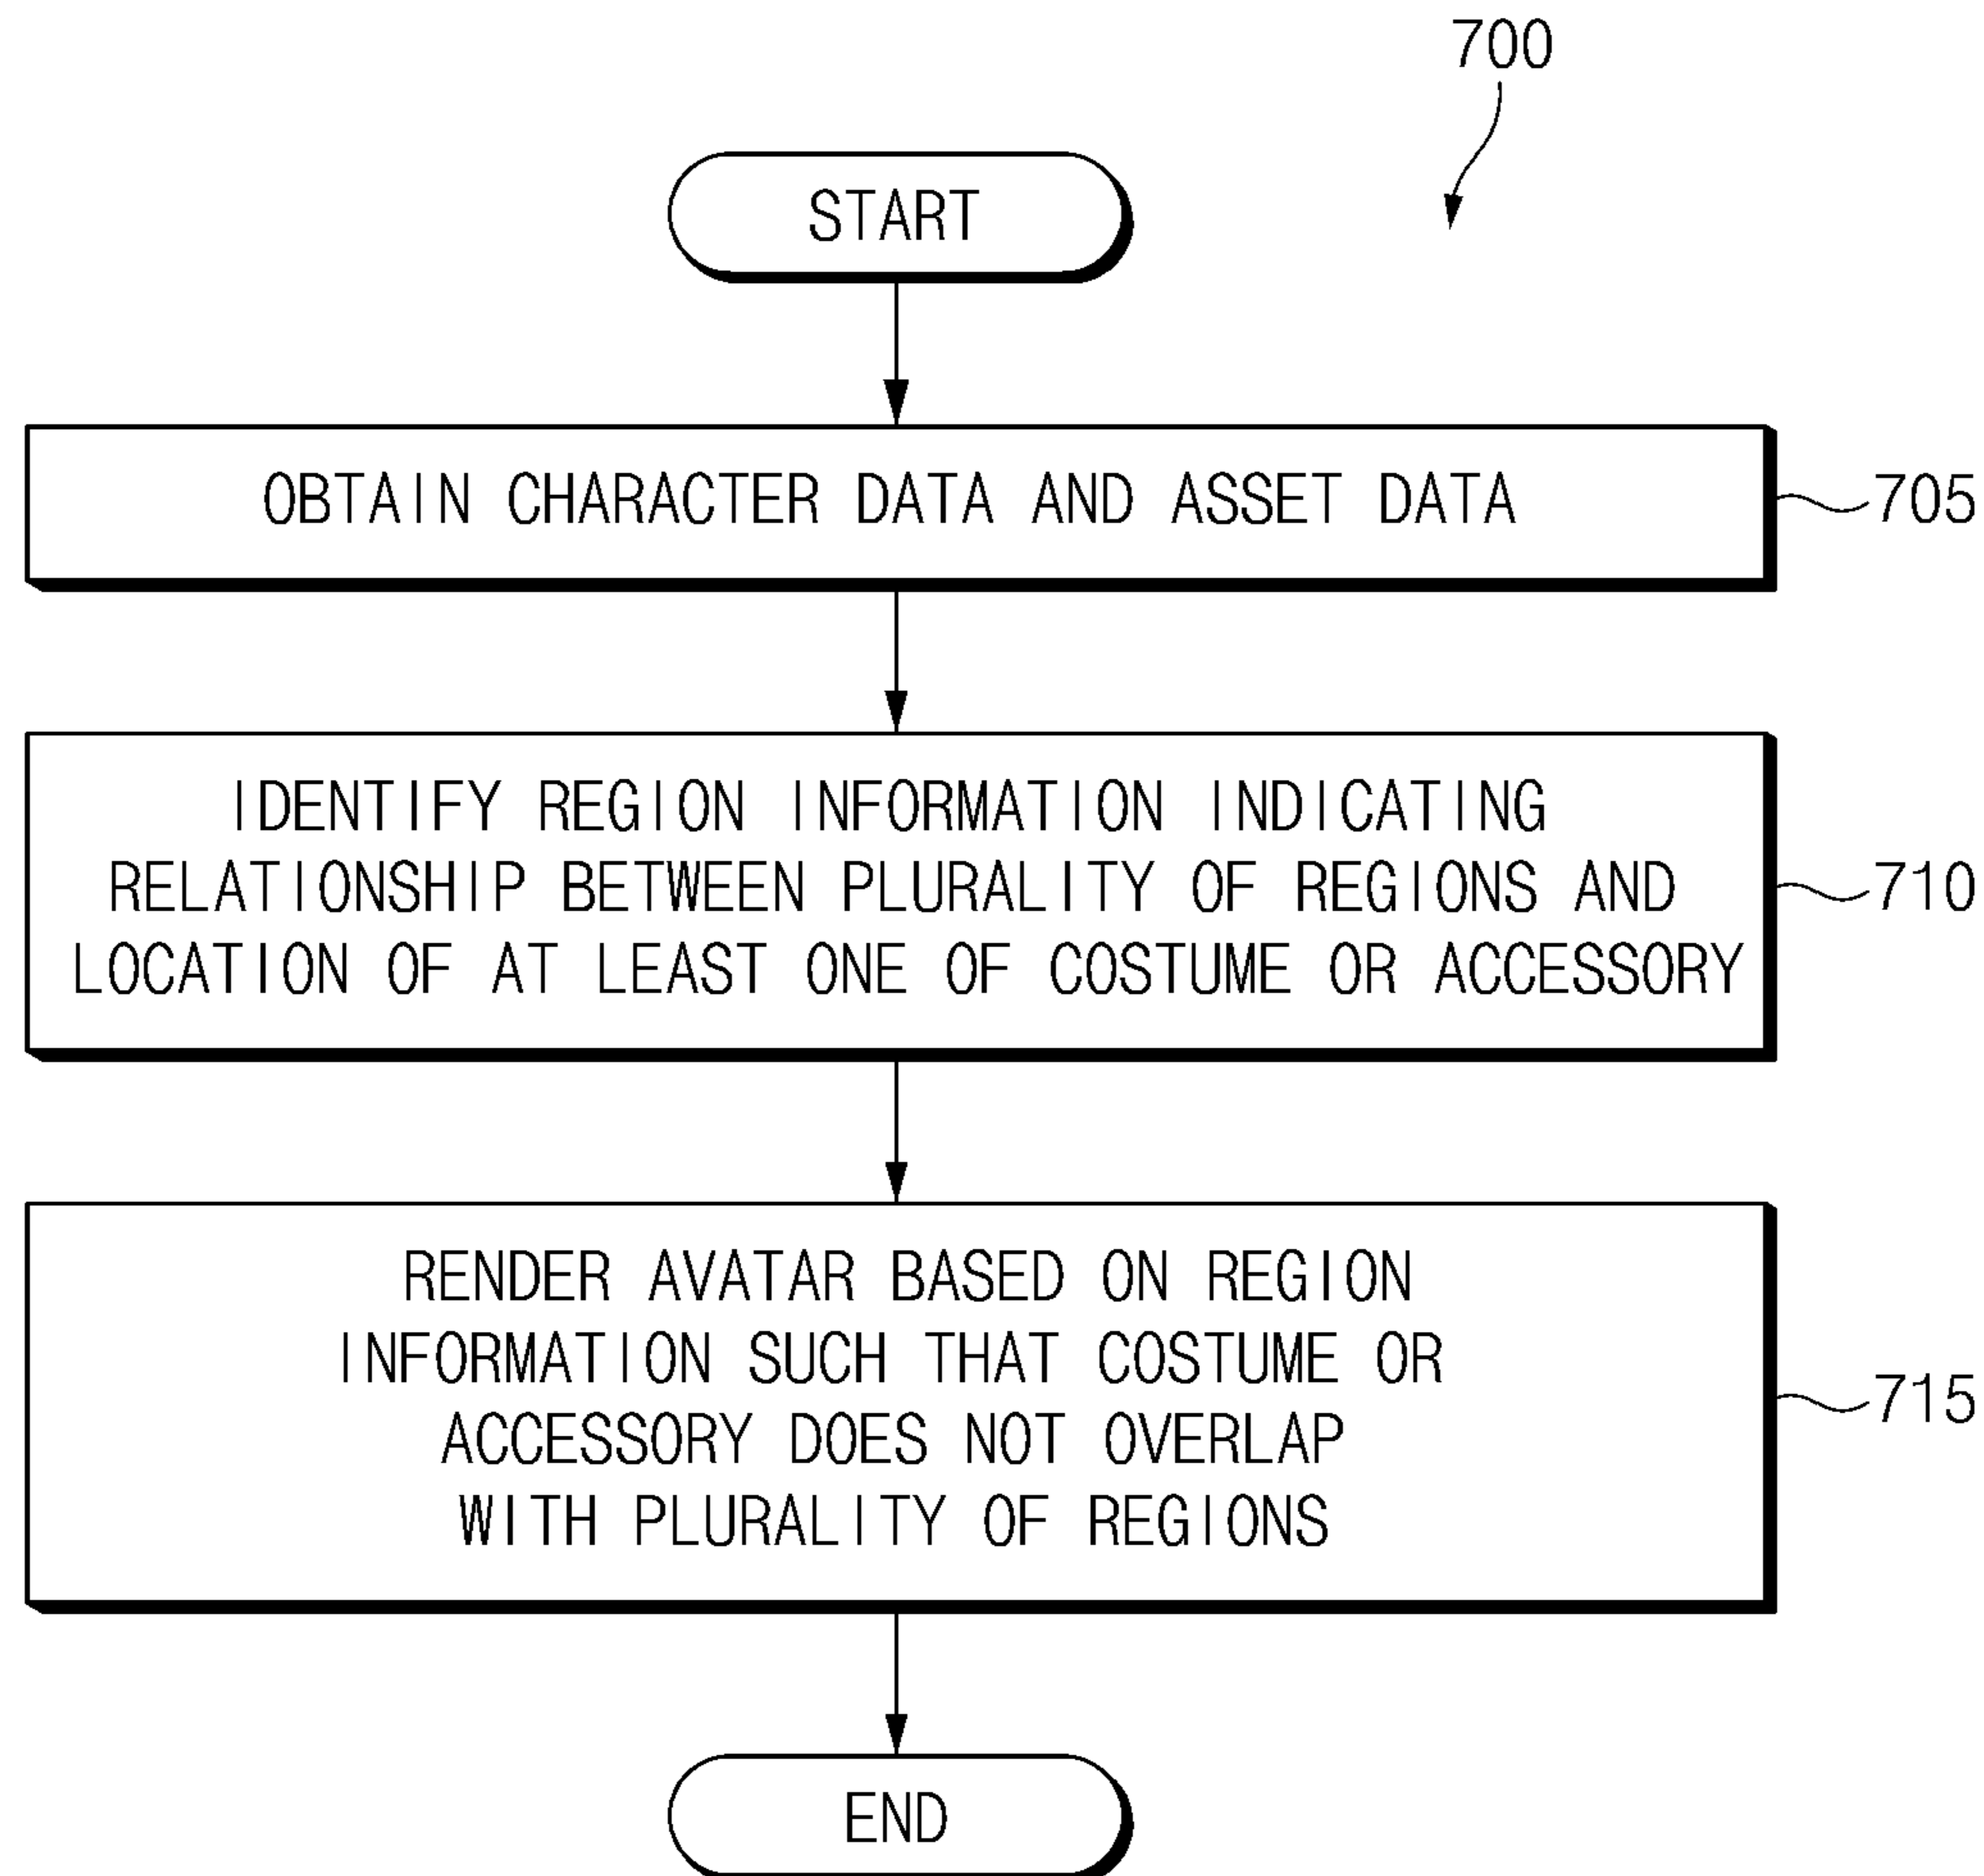 700
START
OBTAIN CHARACTER DATA AND ASSET DATA
705
IDENTIFY REGION INFORMATION INDICATING
RELATIONSHIP BETWEEN PLURALITY OF REGIONS AND
LOCATION OF AT LEAST ONE OF COSTUME OR ACCESSORY
710
RENDER AVATAR BASED ON REGION
INFORMATION SUCH THAT COSTUME OR
ACCESSORY DOES NOT OVERLAP
WITH PLURALITY OF REGIONS
715
END